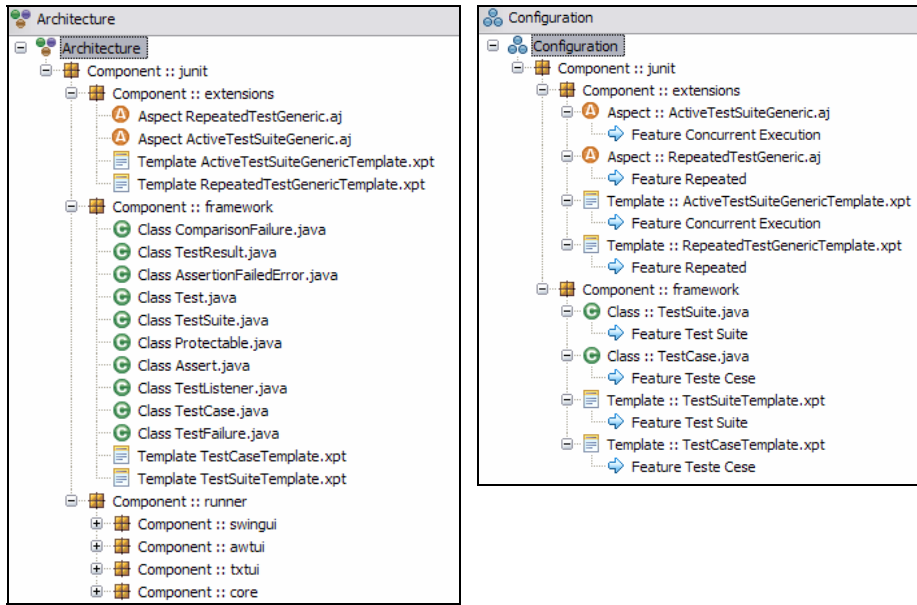 Architecture
Architecture
Component :: junit
Component :: extensions
Aspect RepeatedTestGeneric.aj
Aspect ActiveTestSuiteGeneric.aj
Template ActiveTestSuiteGenericTemplate.xpt
Template RepeatedTestGenericTemplate.xpt
Component :: framework
Class ComparisonFailure.java
Class TestResult.java
Class AssertionFailedError.java
Class Test.java
Class TestSuite.java
Class Protectable.java
Class Assert.java
Class TestListener.java
Class TestCase.java
Class TestFailure.java
Template TestCaseTemplate.xpt
Template TestSuiteTemplate.xpt
Component :: runner
Component :: swingui
Component :: awtui
Component :: txtui
Component :: core
Configuration
Configuration
Component :: junit
Component :: extensions
Aspect :: ActiveTestSuiteGeneric.aj
Feature Concurrent Execution
Aspect :: RepeatedTestGeneric.aj
Feature Repeated
Template :: ActiveTestSuiteGenericTemplate.xpt
Feature Concurrent Execution
Template :: RepeatedTestGenericTemplate.xpt
Feature Repeated
Component :: framework
Class :: TestSuite.java
Feature Test Suite
Class :: TestCase.java
Feature Teste Cese
Template :: TestSuiteTemplate.xpt
Feature Test Suite
Template :: TestCaseTemplate.xpt
Feature Teste Cese